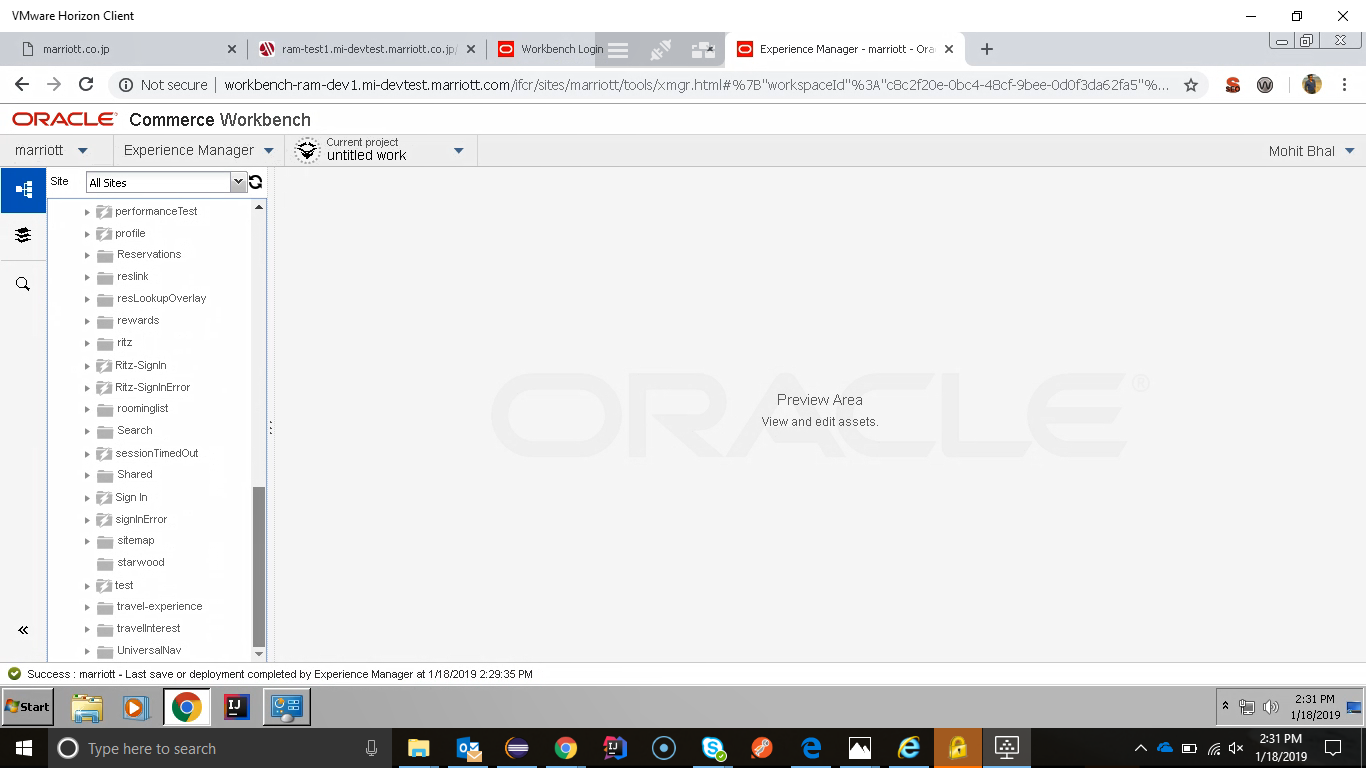 VMware Horizon Client
marriott.co.jp
ram-test1.mi-devtest.marriott.co.jp/
Workbench Login
Experience Manager - marriott - Ora
Not secure
workbench-ram-dev1.mi-devtest.marriott.com/ifcr/sites/marriott/tools/xmgr.html#%7B"workspaceId"%3A"c8c2f20e-0bc4-48cf-9bee-0d0f3da62fa5"%...
ORACLE Commerce Workbench
marriott
Experience Manager
Current project
untitled work
Mohit Bhal
Site
All Sites
performanceTest
profile
Reservations
reslink
resLookupOverlay
rewards
ritz
Ritz-SignIn
Ritz-SignInError
roominglist
Search
sessionTimedOut
Shared
Sign In
signInError
sitemap
starwood
test
travel-experience
travelInterest
UniversalNav
ORACLE®
Preview Area
View and edit assets.
Success : marriott - Last save or deployment completed by Experience Manager at 1/18/2019 2:29:35 PM
Start
2:31 PM
1/18/2019
Type here to search
2:31 PM
1/18/2019